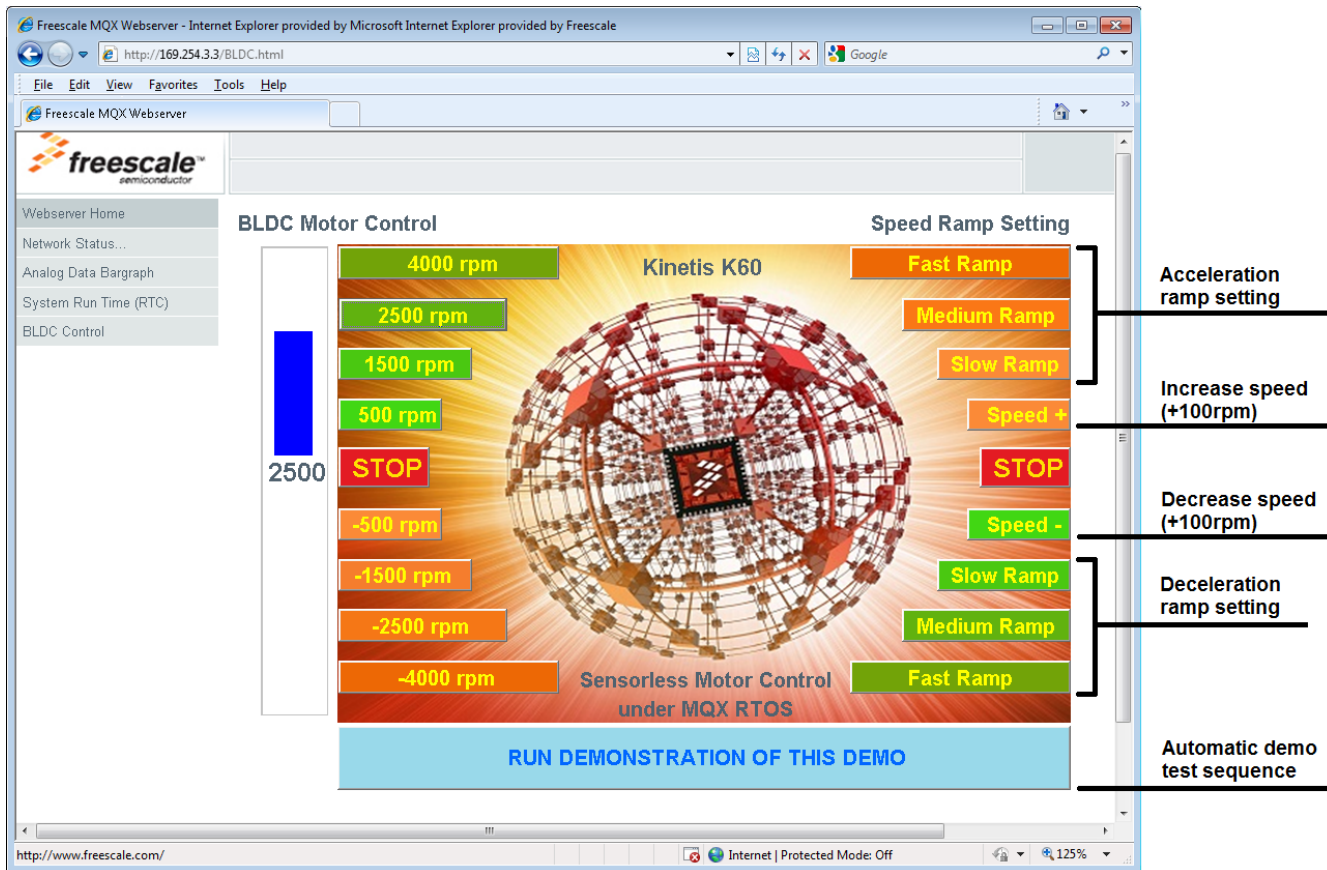 Freescale MQX Webserver - Internet Explorer provided by Microsoft Internet Explorer provided by Freescale
http://169.254.3.3/BLDC.html
Google
File Edit View Favorites Tools Help
Freescale MQX Webserver
freescale™
semiconductor
Webserver Home
Network Status...
Analog Data Bargraph
System Run Time (RTC)
BLDC Control
BLDC Motor Control
Speed Ramp Setting
4000 rpm
Kinetis K60
Fast Ramp
2500 rpm
Medium Ramp
1500 rpm
Slow Ramp
500 rpm
Speed +
2500
STOP
STOP
-500 rpm
Speed -
-1500 rpm
Slow Ramp
-2500 rpm
Medium Ramp
-4000 rpm
Sensorless Motor Control
under MQX RTOS
Fast Ramp
RUN DEMONSTRATION OF THIS DEMO
Acceleration
ramp setting
Increase speed
(+100rpm)
Decrease speed
(+100rpm)
Deceleration
ramp setting
Automatic demo
test sequence
http://www.freescale.com/
Internet | Protected Mode: Off
125%